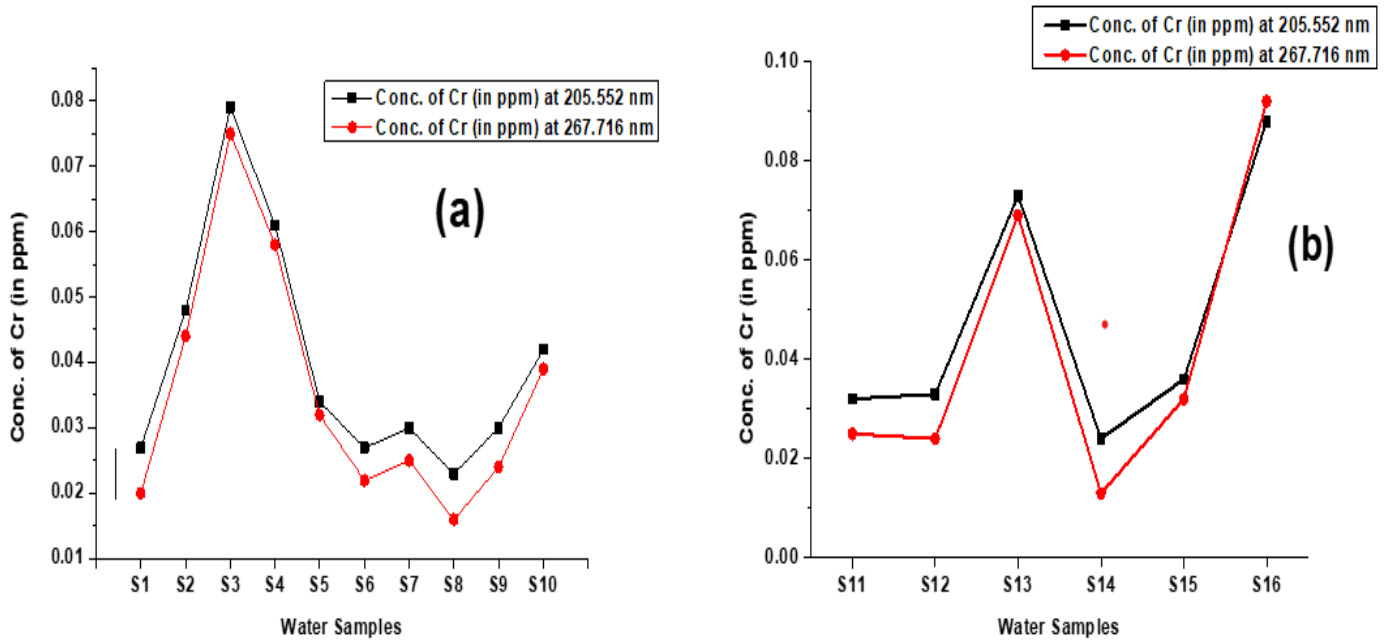 Conc. of Cr (in ppm) at 205.552 nm
Conc. of Cr (in ppm) at 267.716 nm
(a)
Conc. of Cr (in ppm)
0.08
0.07
0.06
0.05
0.04
0.03
0.02
0.01
S1 S2 S3 S4 S5 S6 S7 S8 S9 S10
Water Samples
Conc. of Cr (in ppm) at 205.552 nm
Conc. of Cr (in ppm) at 267.716 nm
(b)
Conc. of Cr (in ppm)
0.10
0.08
0.06
0.04
0.02
0.00
S11 S12 S13 S14 S15 S16
Water Samples